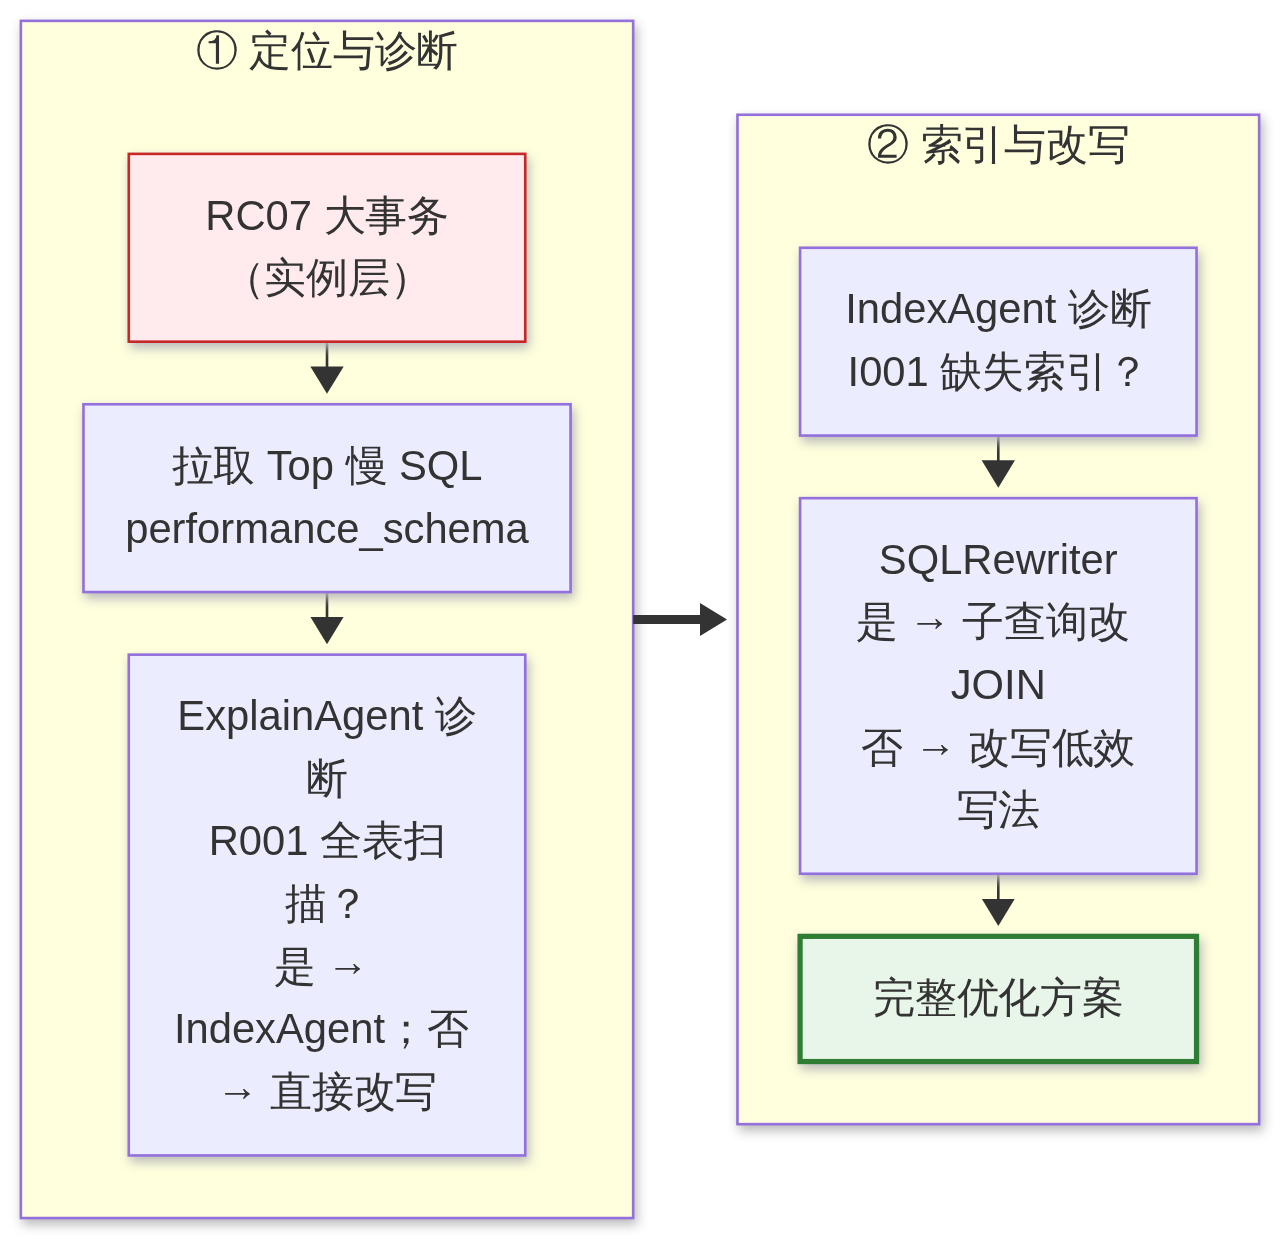 ① 定位与诊断
RC07 大事务
（实例层）
拉取 Top 慢 SQL
performance_schema
ExplainAgent 诊
断
R001 全表扫
描？
是 →
IndexAgent；否
→ 直接改写
② 索引与改写
IndexAgent 诊断
I001 缺失索引？
SQLRewriter
是 → 子查询改
JOIN
否 → 改写低效
写法
完整优化方案